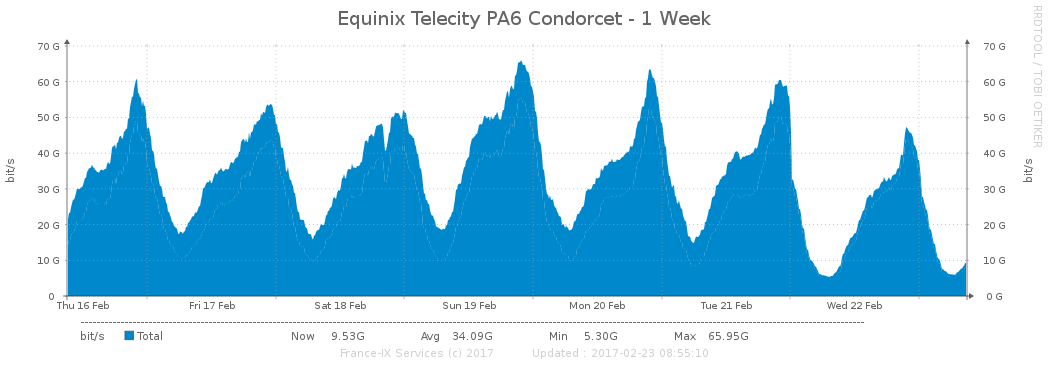 Equinix Telecity PA6 Condorcet - 1 Week
RRDTOOL / TOBI OETIKER
bit/s
70 G
60 G
50 G
40 G
30 G
20 G
10 G
0
70 G
60 G
50 G
40 G
30 G
20 G
10 G
0 G
bit/s
Thu 16 Feb Fri 17 Feb Sat 18 Feb Sun 19 Feb Mon 20 Feb Tue 21 Feb Wed 22 Feb
bit/s Total Now 9.53G Avg 34.09G Min 5.30G Max 65.95G
France-IX Services (c) 2017 Updated : 2017-02-23 08:55:10